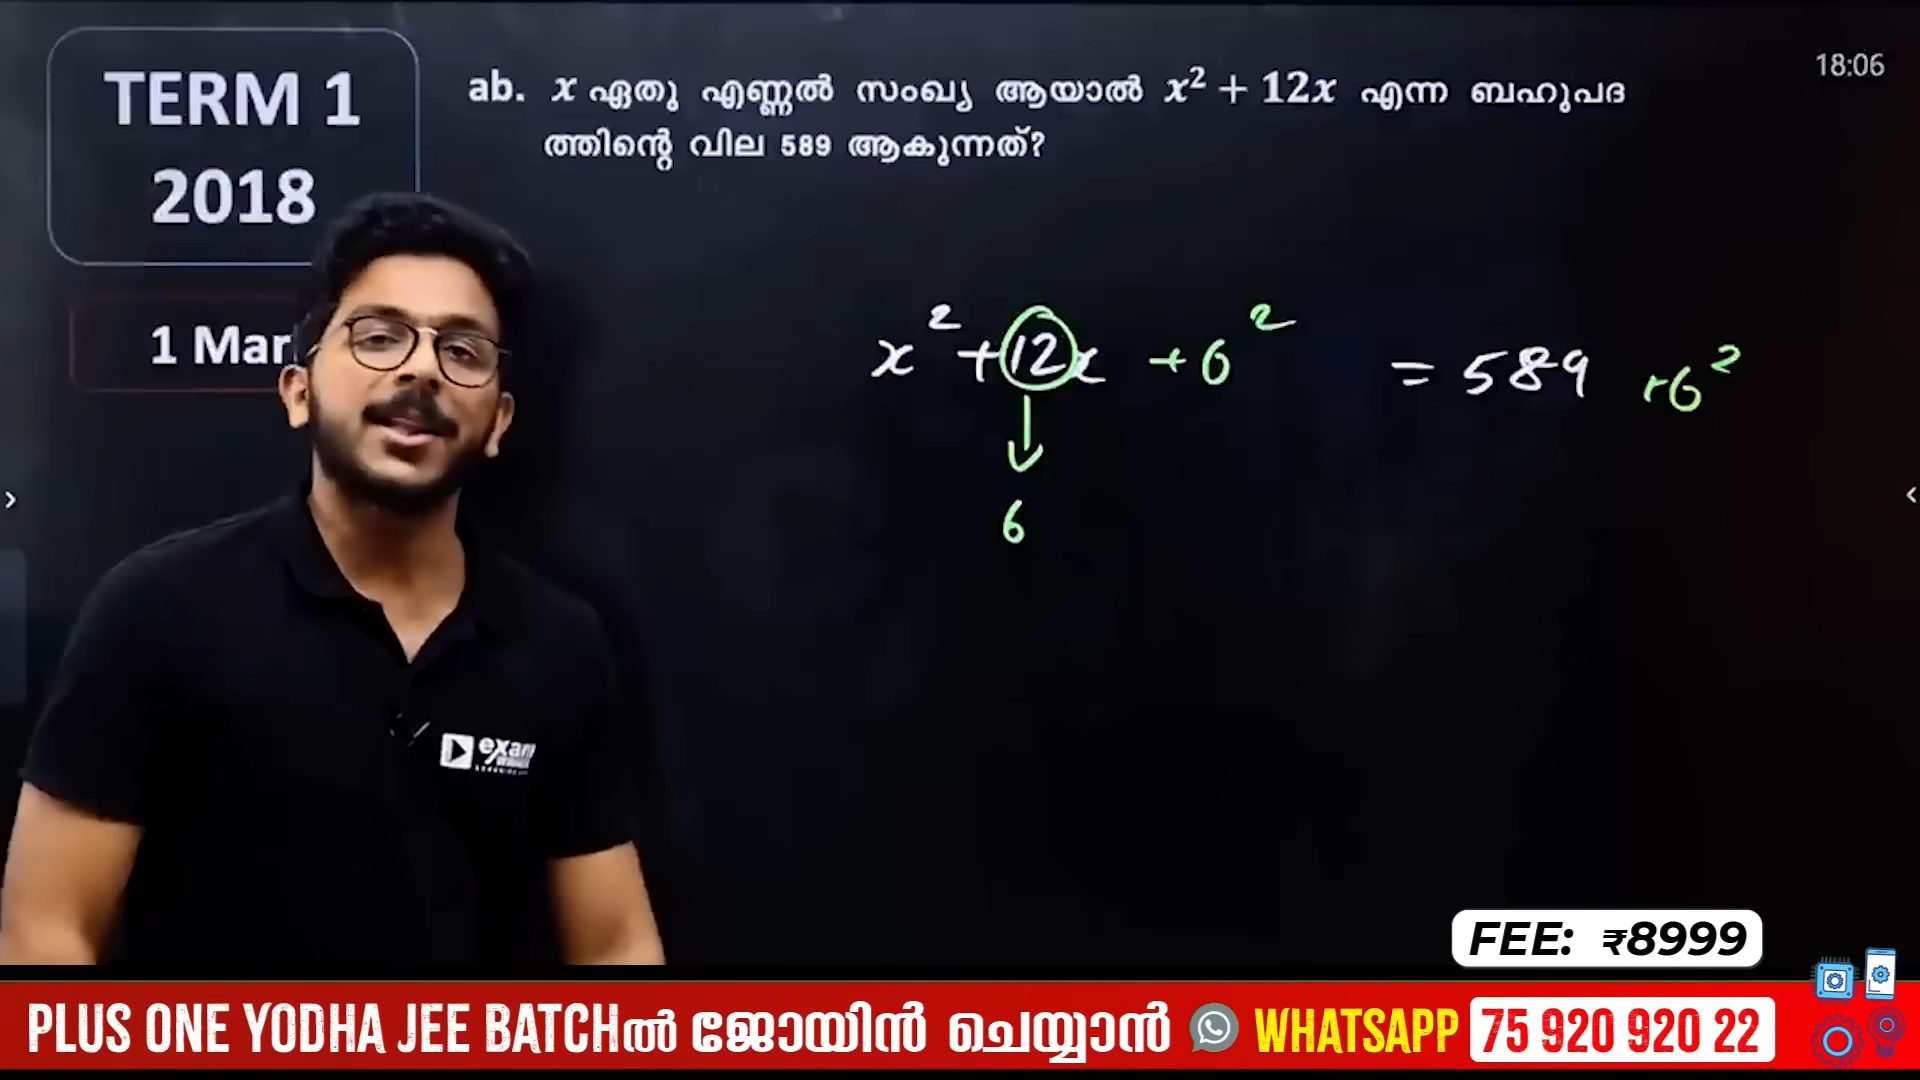 TERM 1
2018
1 Mar
18:06
ab. x ഏതു എണ്ണൽ സംഖ്യ ആയാൽ x² + 12x എന്ന ബഹുപദ
ത്തിന്റെ വില 589 ആകുന്നത്?
x² + 12x + 6² = 589 + 6²
6
exam
FEE: ₹8999
PLUS ONE YODHA JEE BATCHൽ ജോയിൻ ചെയ്യാൻ WHATSAPP 75 920 920 22